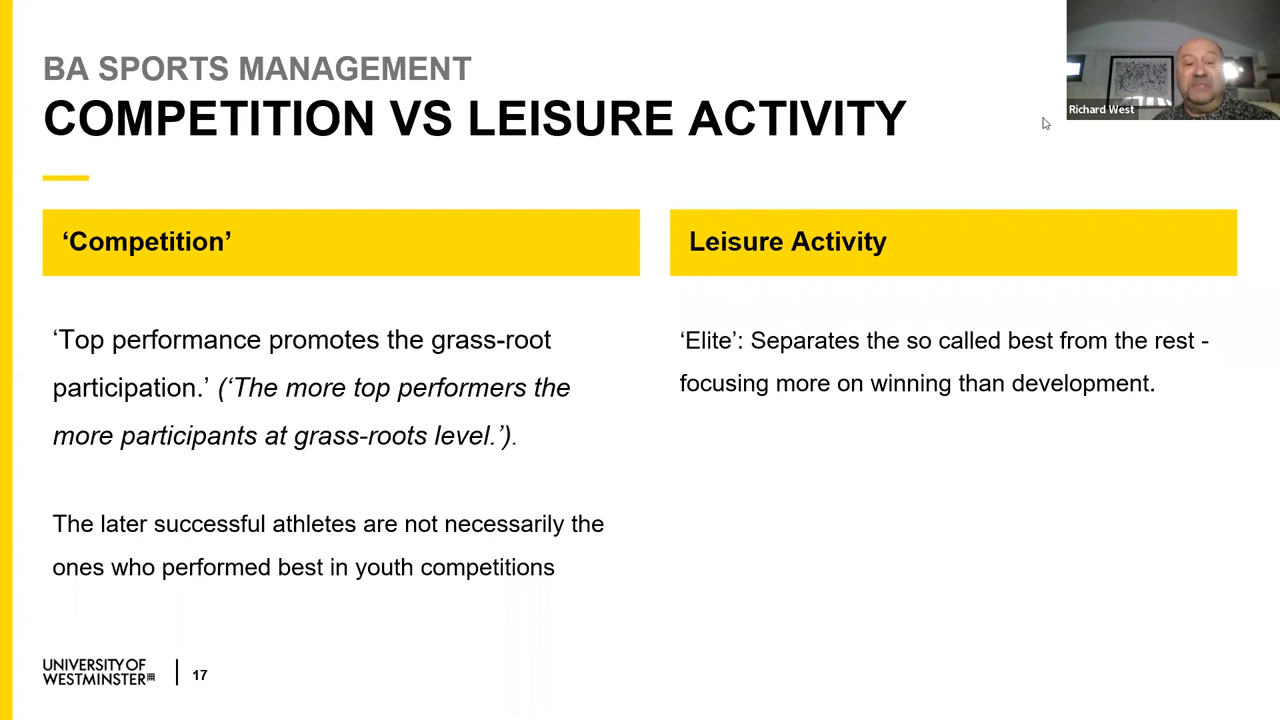 BA SPORTS MANAGEMENT
COMPETITION VS LEISURE ACTIVITY
Richard West
‘Competition’
‘Top performance promotes the grass-root
participation.’ (‘The more top performers the
more participants at grass-roots level.’).
The later successful athletes are not necessarily the
ones who performed best in youth competitions
Leisure Activity
‘Elite’: Separates the so called best from the rest -
focusing more on winning than development.
UNIVERSITY OF
WESTMINSTER
17